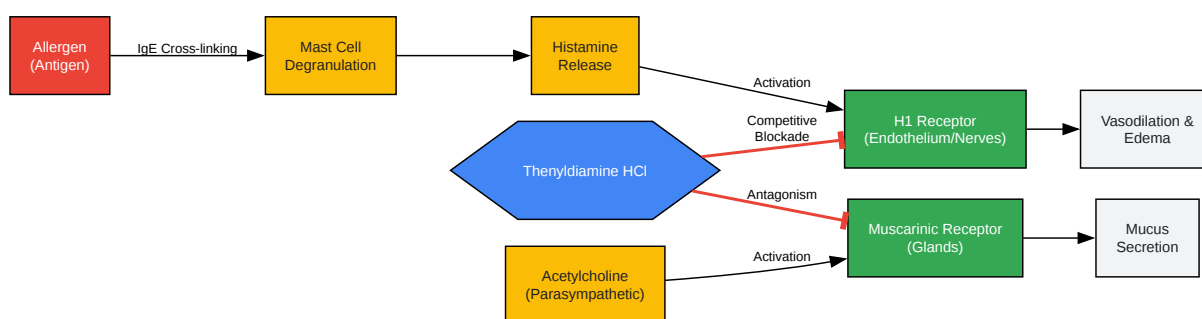 Allergen
(Antigen)
IgE Cross-linking
Mast Cell
Degranulation
Histamine
Release
Activation
Competitive
Blockade
H1 Receptor
(Endothelium/Nerves)
Vasodilation &
Edema
Thenyldiamine HCl
Antagonism
Muscarinic Receptor
(Glands)
Mucus
Secretion
Acetylcholine
(Parasympathetic)
Activation